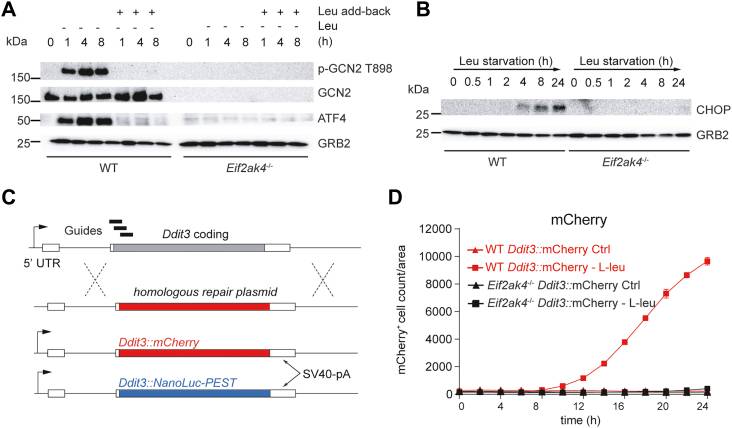 A
+ + + + + + Leu add-back
- - - - - - Leu
kDa 0 1 4 8 1 4 8 0 1 4 8 1 4 8 (h)
150 p-GCN2 T898
150 GCN2
50 ATF4
25 GRB2
WT Eif2ak4-/-
B
Leu starvation (h) Leu starvation (h)
kDa 0 0.5 1 2 4 8 24 0 0.5 1 2 4 8 24
25 CHOP
25 GRB2
WT Eif2ak4-/-
C
Guides Ddit3 coding
5' UTR
homologous repair plasmid
Ddit3::mCherry
SV40-pA
Ddit3::NanoLuc-PEST
D
mCherry
WT Ddit3::mCherry Ctrl
WT Ddit3::mCherry - L-leu
Eif2ak4-/- Ddit3::mCherry Ctrl
Eif2ak4-/- Ddit3::mCherry - L-leu
mCherry+ cell count/area
12000
10000
8000
6000
4000
2000
0
0 4 8 12 16 20 24
time (h)